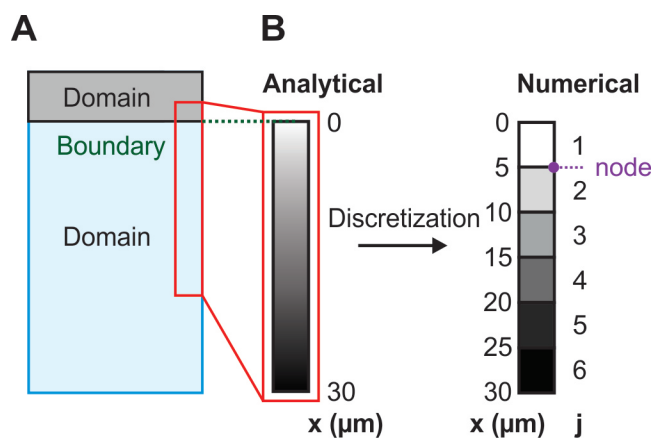 A
B
Analytical
Numerical
Domain
Boundary
Domain
0
30
x (µm)
Discretization
0
5
10
15
20
25
30
1
2
3
4
5
6
node
x (µm)
j